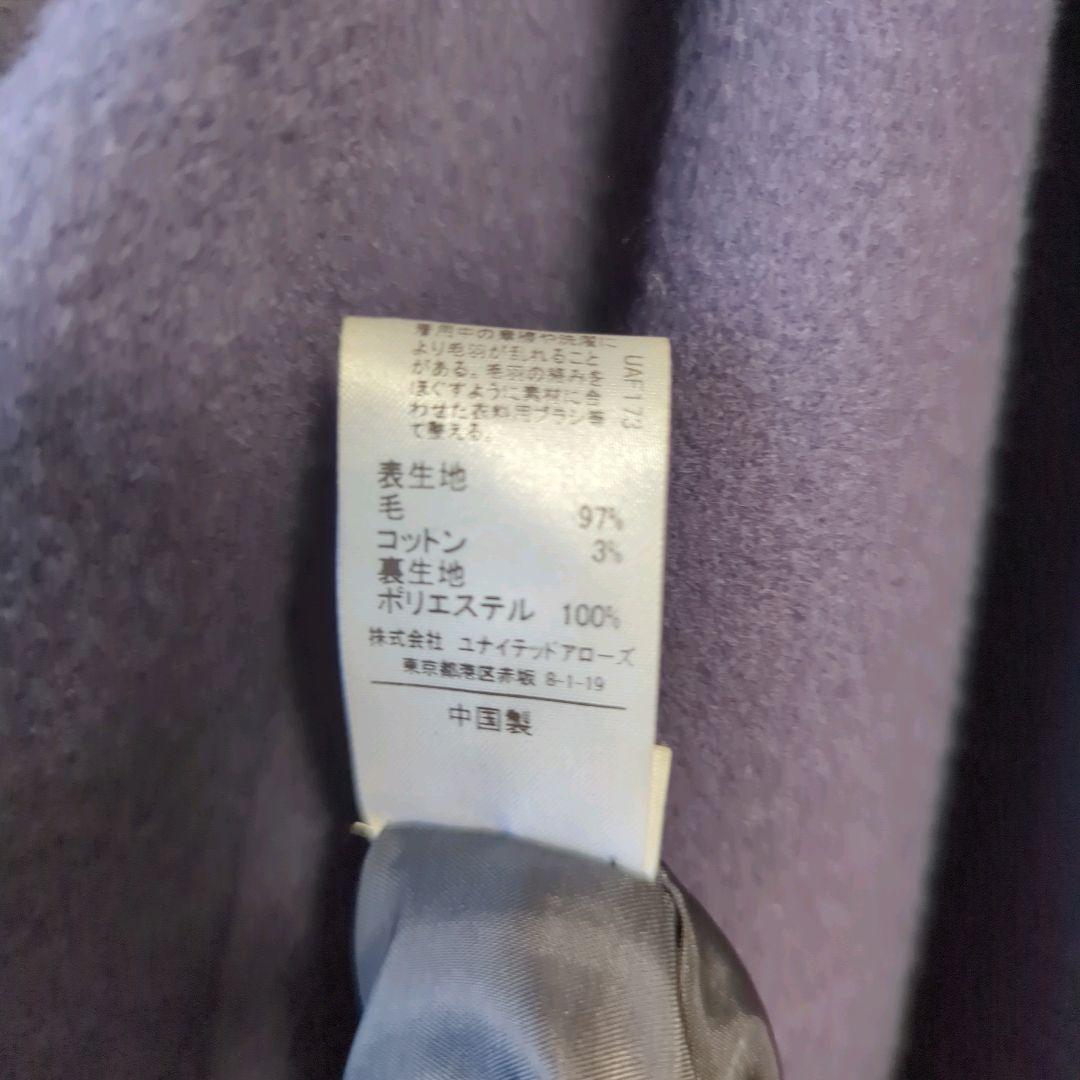 着用中の摩擦や洗濯に
より毛羽が乱れること
がある。毛羽の絡みを
ほぐすように素材に合
わせた衣料用ブラシ等
で整える。
UAF173
表生地
毛 97%
コットン 3%
裏生地
ポリエステル 100%
株式会社 ユナイテッドアローズ
東京都港区赤坂 8-1-19
中国製